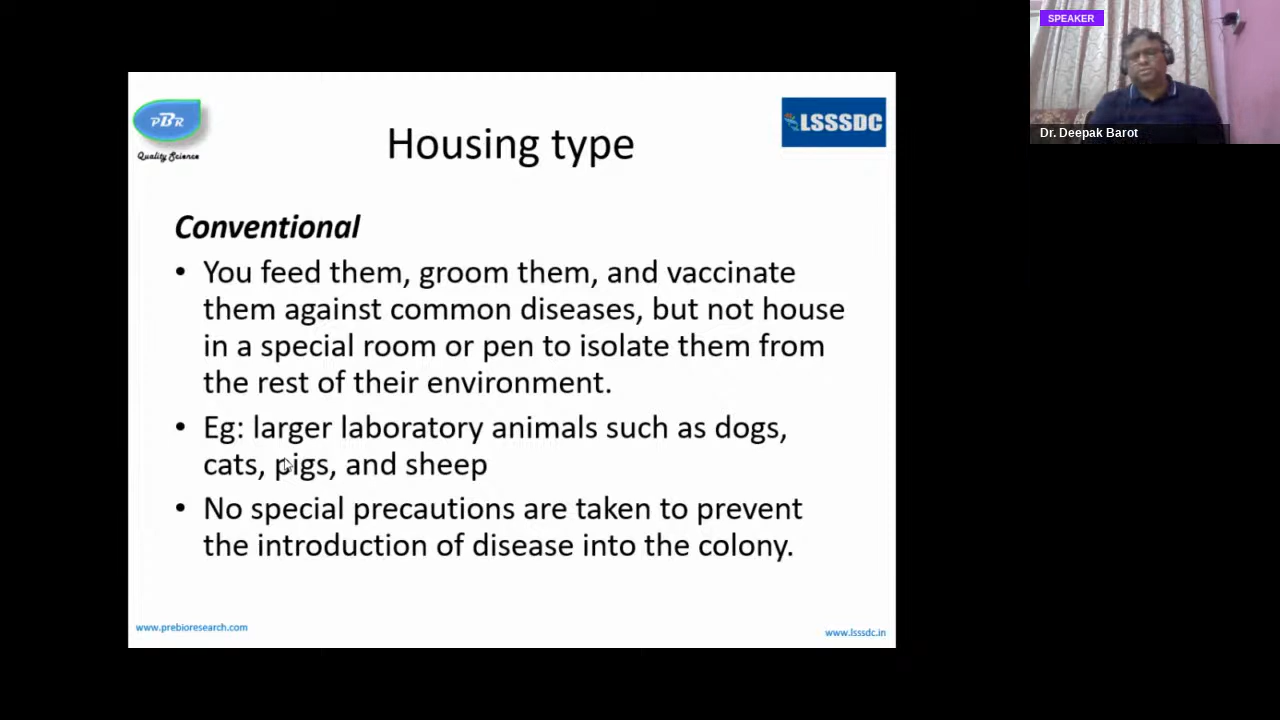 SPEAKER
Dr. Deepak Barot
PBR
Quality Science
LSSSDC
Housing type
Conventional
• You feed them, groom them, and vaccinate
them against common diseases, but not house
in a special room or pen to isolate them from
the rest of their environment.
• Eg: larger laboratory animals such as dogs,
cats, pigs, and sheep
• No special precautions are taken to prevent
the introduction of disease into the colony.
www.prebioresearch.com
www.lsssdc.in